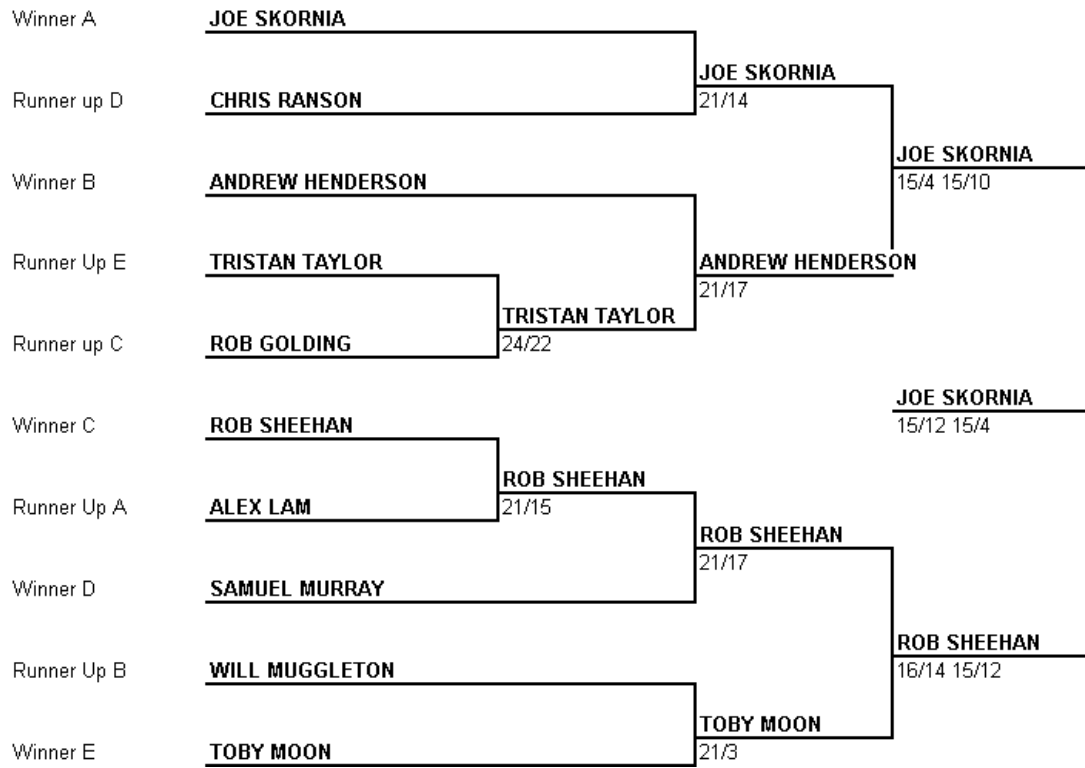 Winner A JOE SKORNIA
JOE SKORNIA
Runner up D CHRIS RANSON 21/14
JOE SKORNIA
Winner B ANDREW HENDERSON 15/4 15/10
Runner Up E TRISTAN TAYLOR ANDREW HENDERSON
21/17
TRISTAN TAYLOR
Runner up C ROB GOLDING 24/22
JOE SKORNIA
Winner C ROB SHEEHAN 15/12 15/4
ROB SHEEHAN
Runner Up A ALEX LAM 21/15
ROB SHEEHAN
21/17
Winner D SAMUEL MURRAY
ROB SHEEHAN
Runner Up B WILL MUGGLETON 16/14 15/12
TOBY MOON
Winner E TOBY MOON 21/3